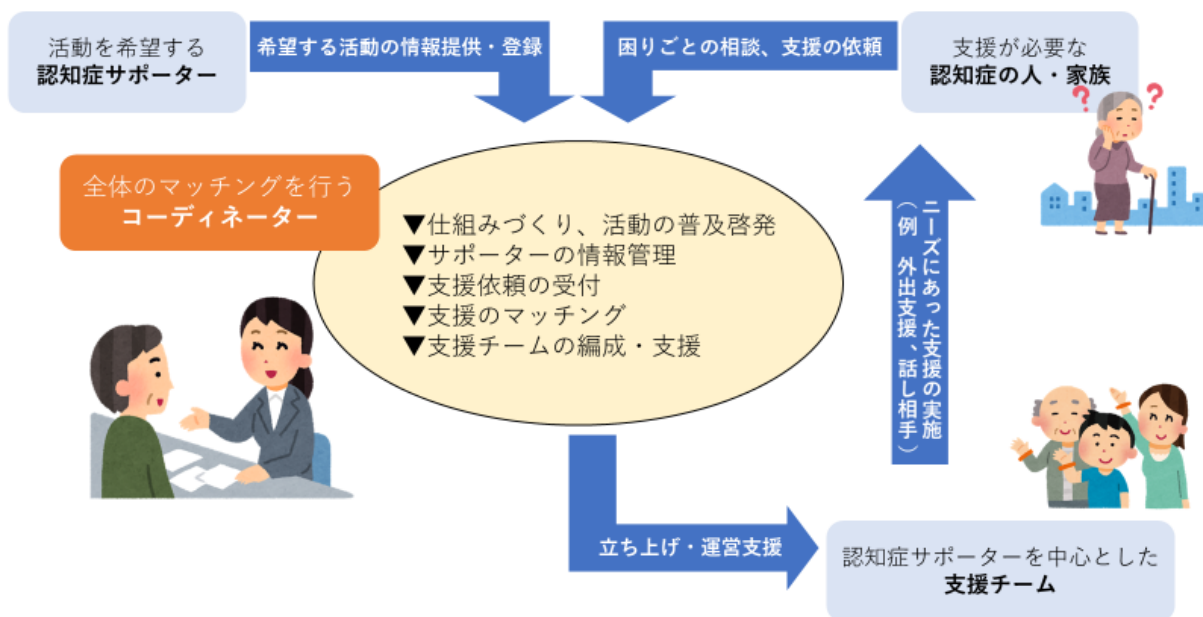 活動を希望する
認知症サポーター
希望する活動の情報提供・登録
困りごとの相談、支援の依頼
支援が必要な
認知症の人・家族
??
全体のマッチングを行う
コーディネーター
▼仕組みづくり、活動の普及啓発
▼サポーターの情報管理
▼支援依頼の受付
▼支援のマッチング
▼支援チームの編成・支援
ニーズにあった支援の実施
(例　外出支援、話し相手)
立ち上げ・運営支援
認知症サポーターを中心とした
支援チーム